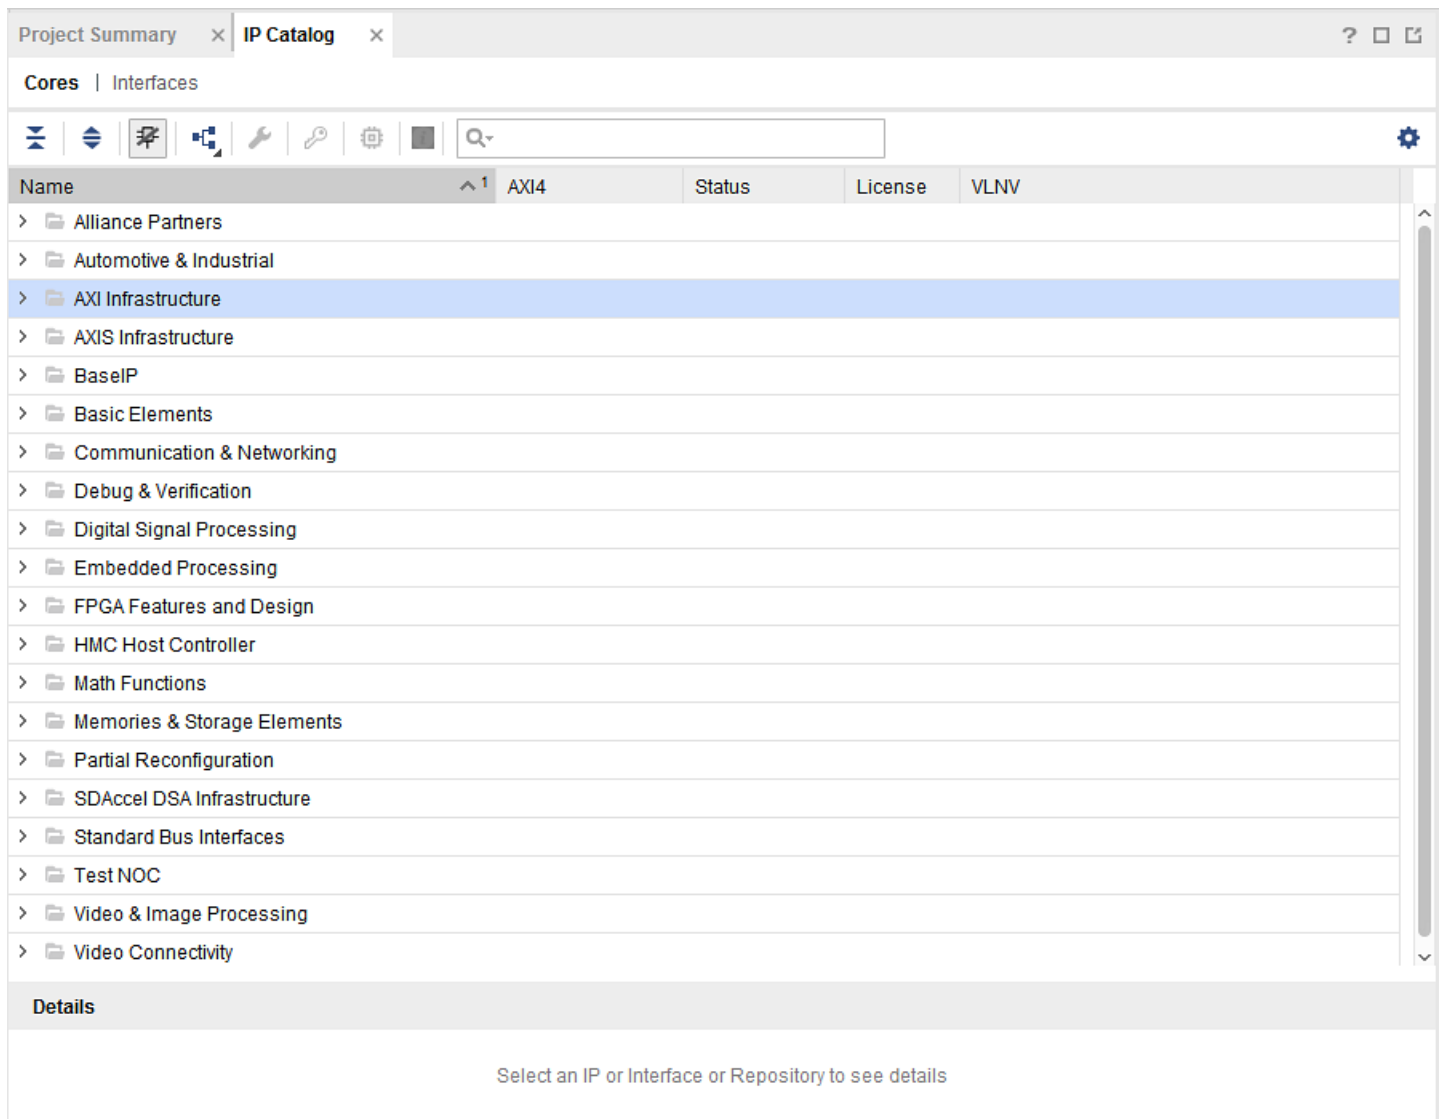 Project Summary × IP Catalog × ?
Cores | Interfaces
Name 1 AXI4 Status License VLNV
Alliance Partners
Automotive & Industrial
AXI Infrastructure
AXIS Infrastructure
BaseIP
Basic Elements
Communication & Networking
Debug & Verification
Digital Signal Processing
Embedded Processing
FPGA Features and Design
HMC Host Controller
Math Functions
Memories & Storage Elements
Partial Reconfiguration
SDAccel DSA Infrastructure
Standard Bus Interfaces
Test NOC
Video & Image Processing
Video Connectivity
Details
Select an IP or Interface or Repository to see details